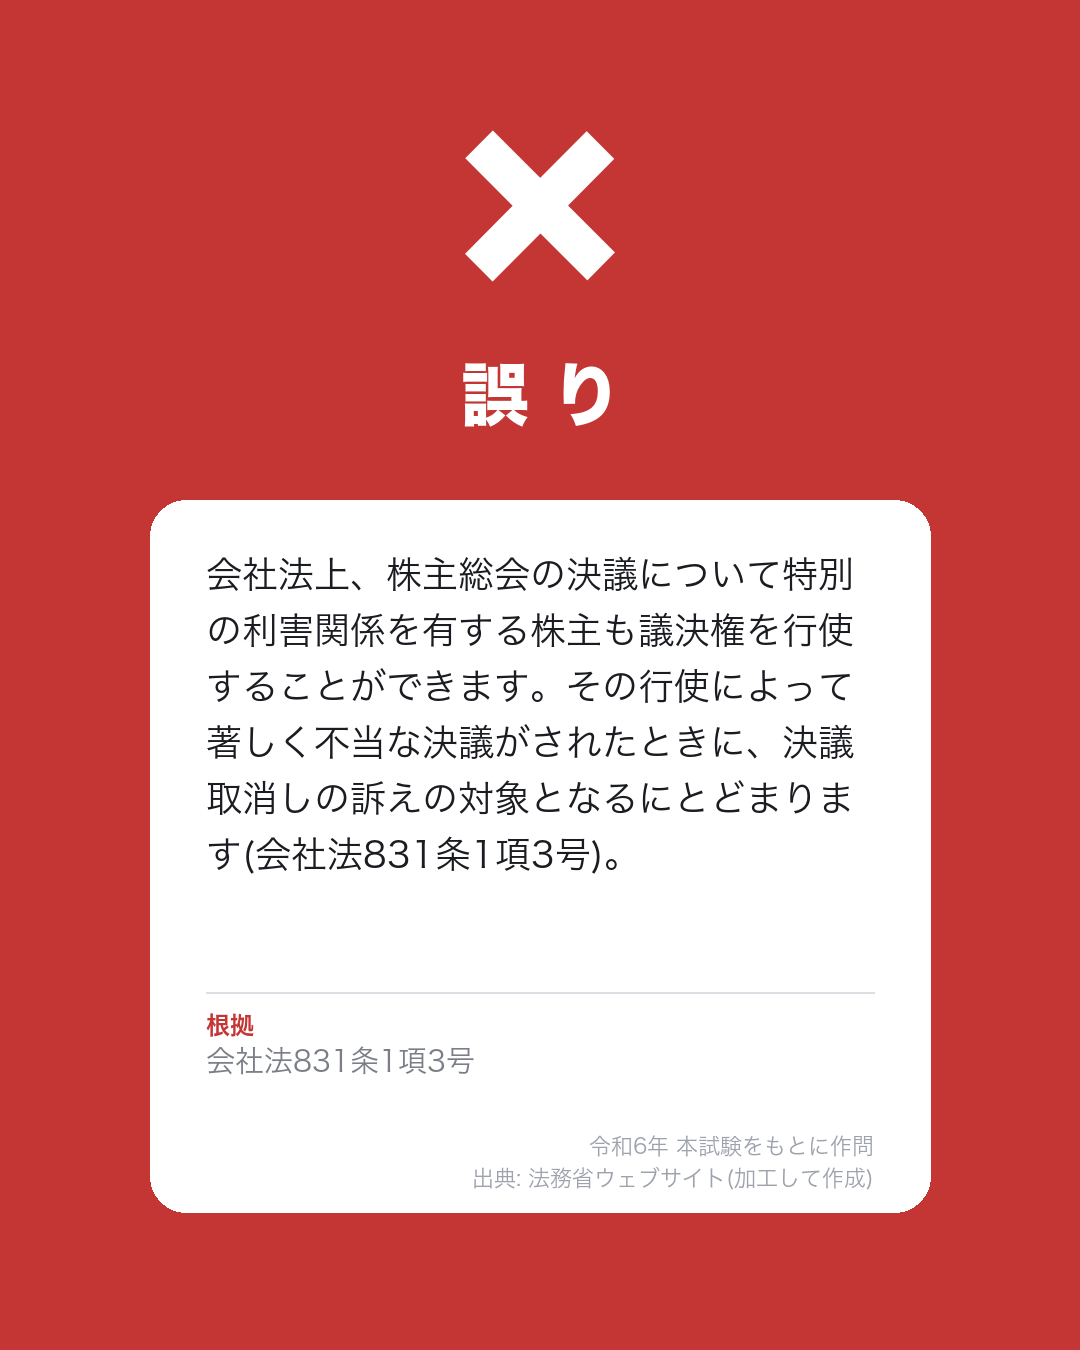 誤り
会社法上、株主総会の決議について特別
の利害関係を有する株主も議決権を行使
することができます。その行使によって
著しく不当な決議がされたときに、決議
取消しの訴えの対象となるにとどまりま
す(会社法831条1項3号)。
根拠
会社法831条1項3号
令和6年 本試験をもとに作問
出典: 法務省ウェブサイト(加工して作成)